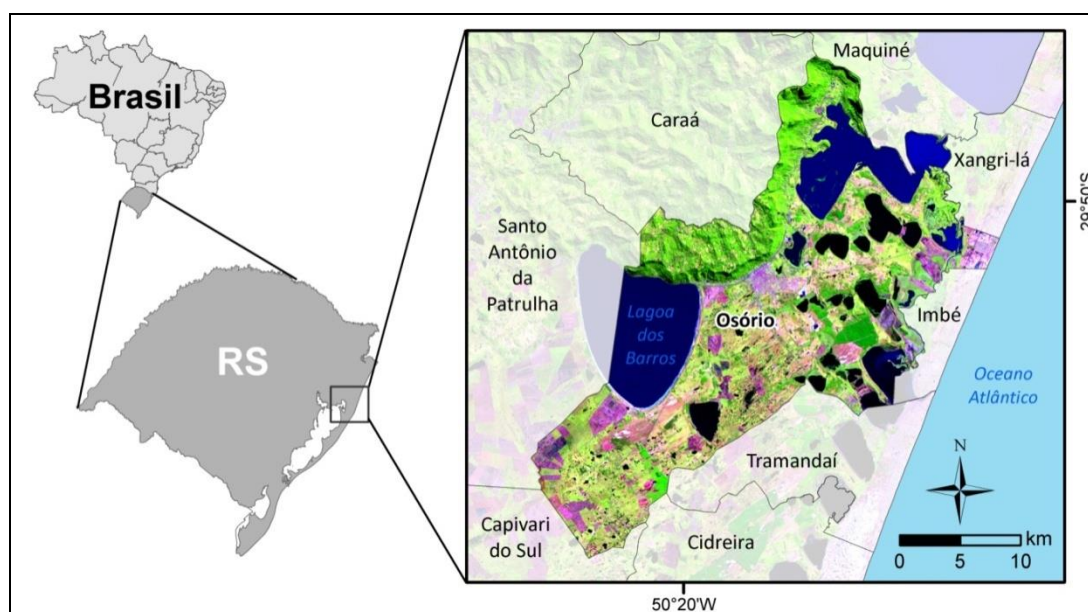 Brasil
RS
Maquiné
Caraá
Xangri-lá
29°50'S
Santo
Antônio
da
Patrulha
Lagoa
dos
Barros
Osório
Imbé
Oceano
Atlântico
Tramandaí
N
Capivari
do Sul
Cidreira
km
0 5 10
50°20'W